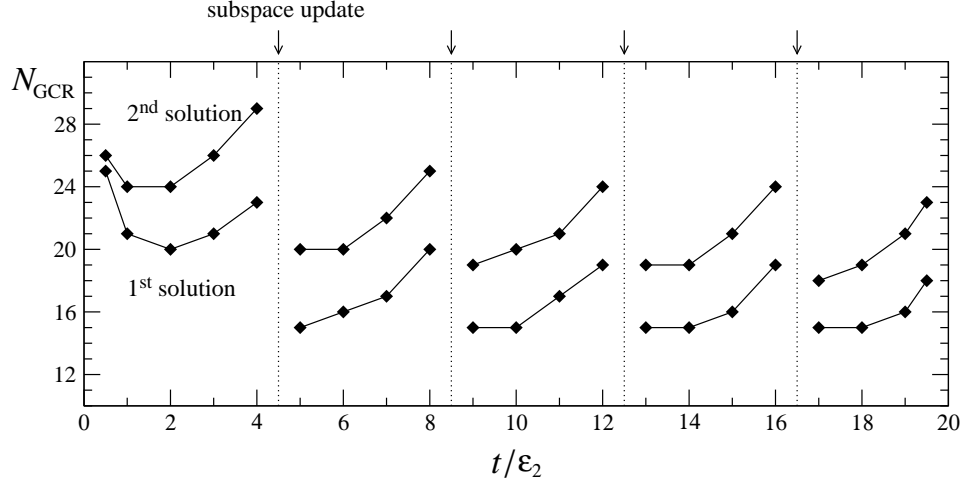 subspace update
N_GCR
28
24
20
16
12
2nd solution
1st solution
0 2 4 6 8 10 12 14 16 18 20
t/ε2